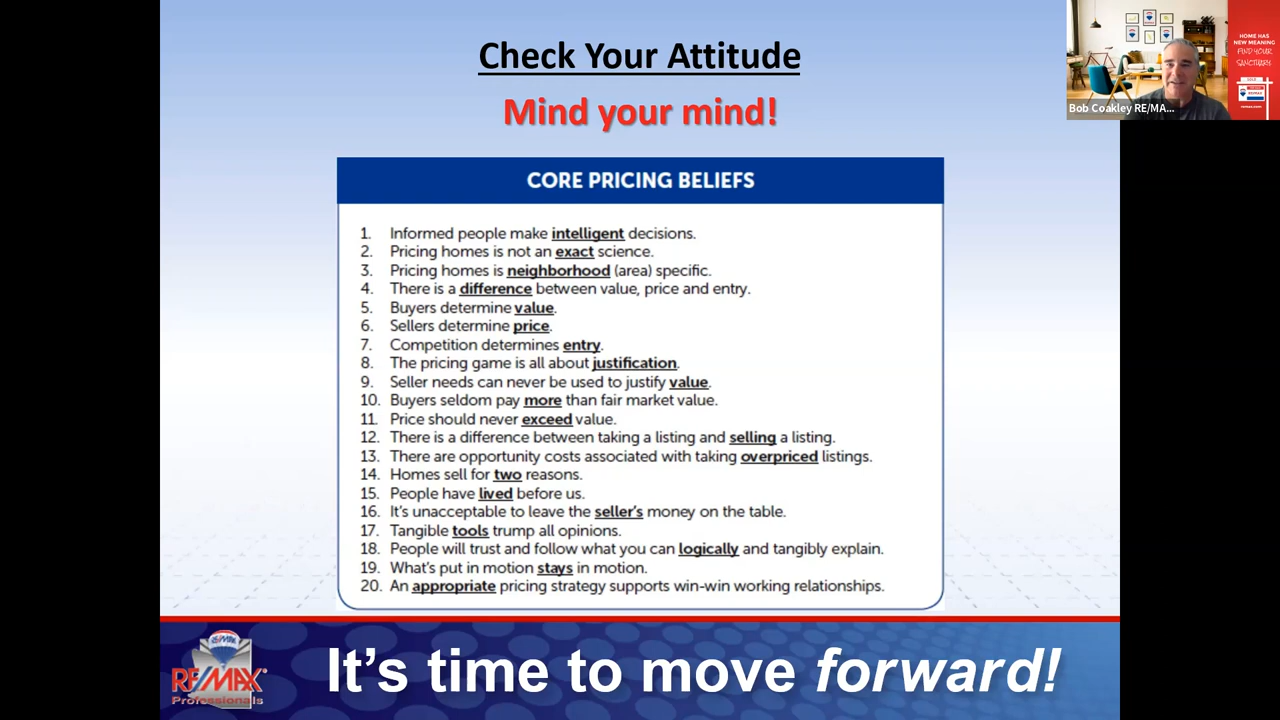 Check Your Attitude
Mind your mind!
CORE PRICING BELIEFS
1. Informed people make intelligent decisions.
2. Pricing homes is not an exact science.
3. Pricing homes is neighborhood (area) specific.
4. There is a difference between value, price and entry.
5. Buyers determine value.
6. Sellers determine price.
7. Competition determines entry.
8. The pricing game is all about justification.
9. Seller needs can never be used to justify value.
10. Buyers seldom pay more than fair market value.
11. Price should never exceed value.
12. There is a difference between taking a listing and selling a listing.
13. There are opportunity costs associated with taking overpriced listings.
14. Homes sell for two reasons.
15. People have lived before us.
16. It's unacceptable to leave the seller's money on the table.
17. Tangible tools trump all opinions.
18. People will trust and follow what you can logically and tangibly explain.
19. What's put in motion stays in motion.
20. An appropriate pricing strategy supports win-win working relationships.
RE/MAX
RE/MAX®
Professionals
It's time to move forward!
HOME HAS
NEW MEANING
FIND YOUR
SANCTUARY
Bob Coakley RE/MA...